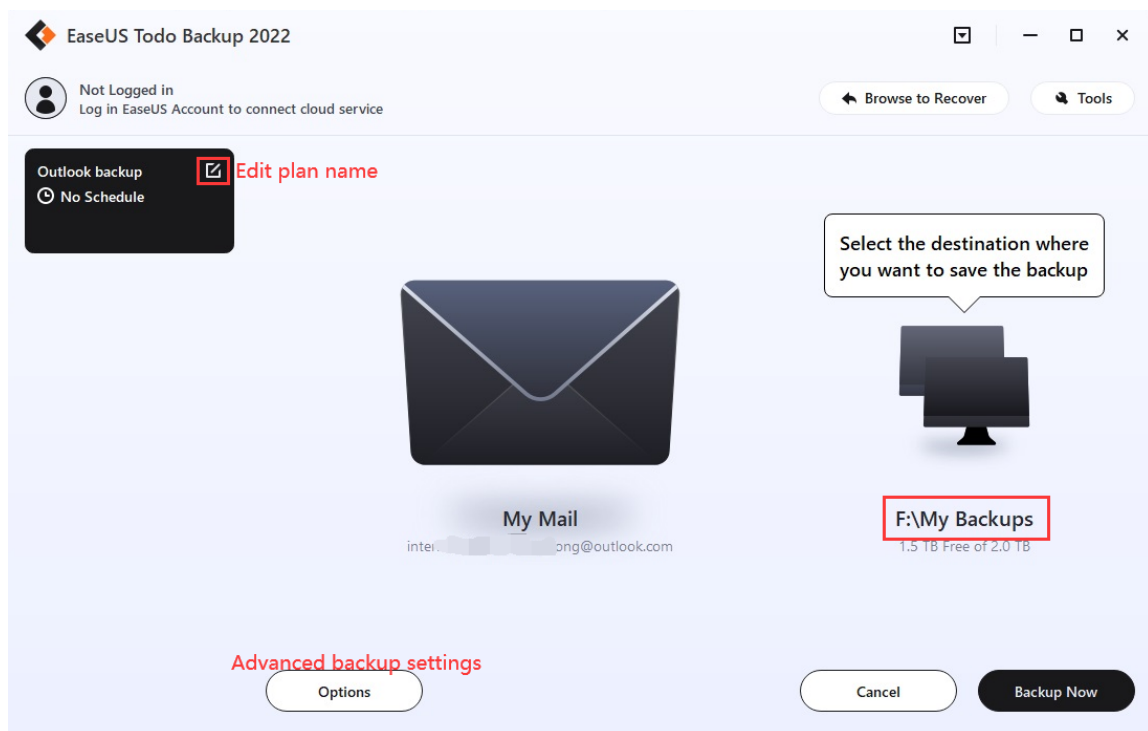 EaseUS Todo Backup 2022
Not Logged in
Log in EaseUS Account to connect cloud service
Browse to Recover
Tools
Outlook backup
Edit plan name
No Schedule
Select the destination where
you want to save the backup
My Mail
F:\My Backups
@outlook.com
1.5 TB Free of 2.0 TB
Advanced backup settings
Options
Cancel
Backup Now